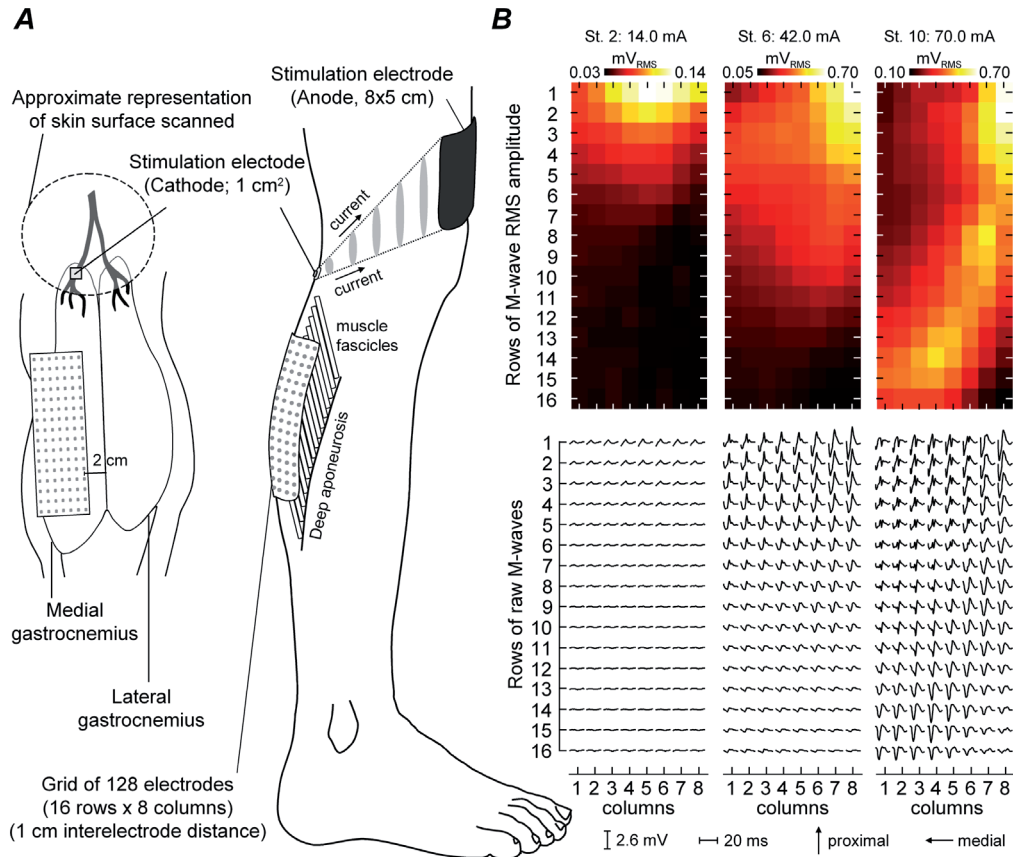 A
Approximate representation
of skin surface scanned
Stimulation electrode
(Anode, 8x5 cm)
Stimulation electode
(Cathode; 1 cm²)
current
current
muscle
fascicles
Deep aponeurosis
2 cm
Medial
gastrocnemius
Lateral
gastrocnemius
Grid of 128 electrodes
(16 rows x 8 columns)
(1 cm interelectrode distance)
B
St. 2: 14.0 mA
St. 6: 42.0 mA
St. 10: 70.0 mA
mVRMS
mVRMS
mVRMS
0.03 0.14
0.05 0.70
0.10 0.70
Rows of M-wave RMS amplitude
1
2
3
4
5
6
7
8
9
10
11
12
13
14
15
16
Rows of raw M-waves
1
2
3
4
5
6
7
8
9
10
11
12
13
14
15
16
1 2 3 4 5 6 7 8
1 2 3 4 5 6 7 8
1 2 3 4 5 6 7 8
columns
columns
columns
2.6 mV
20 ms
proximal
medial